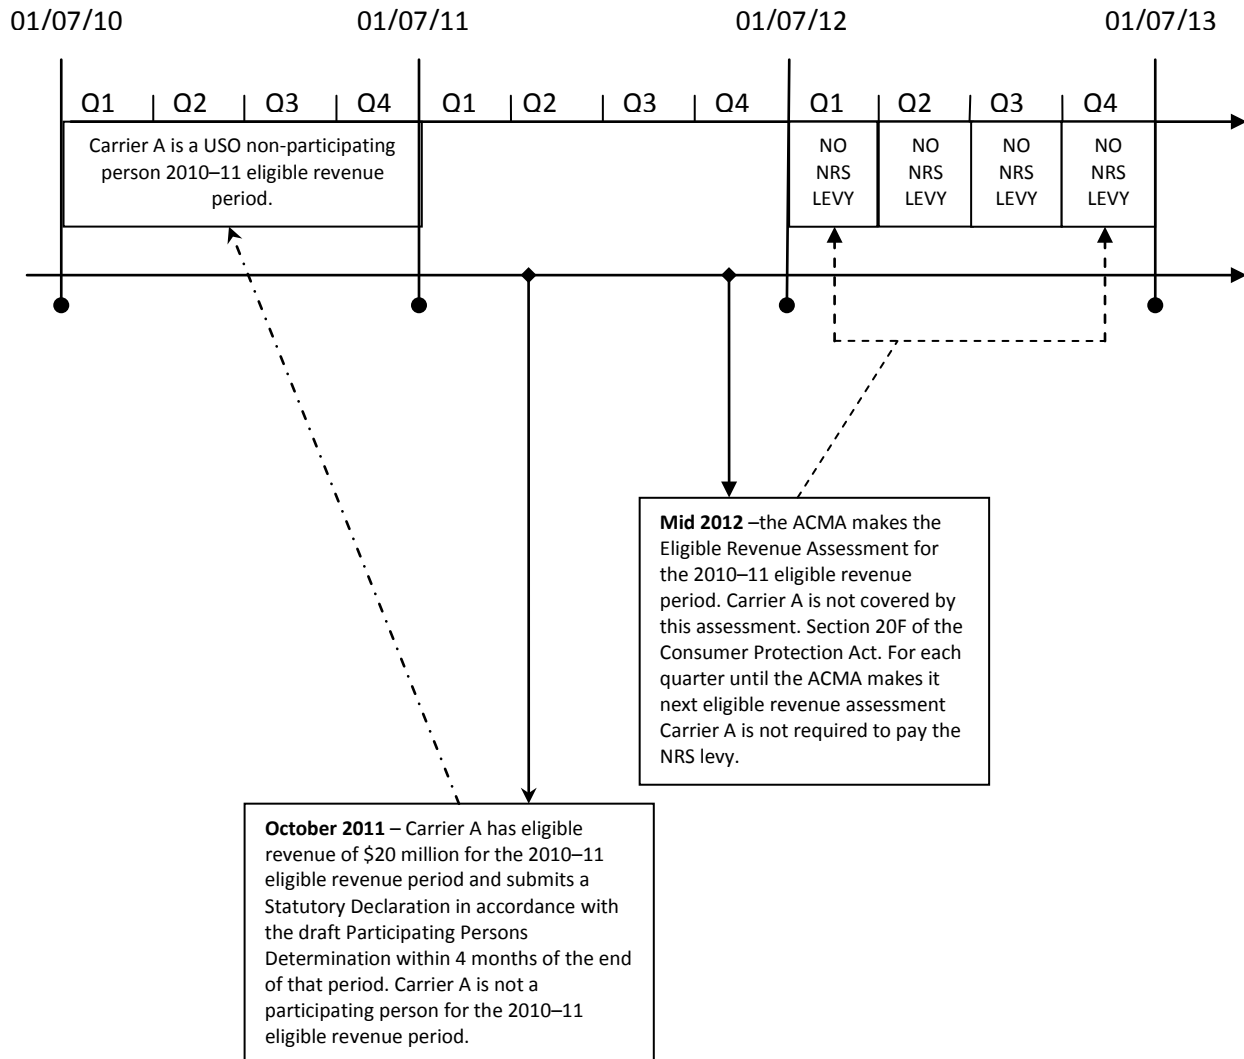 01/07/10 01/07/11 01/07/12 01/07/13
Q1 Q2 Q3 Q4 Q1 Q2 Q3 Q4 Q1 Q2 Q3 Q4
Carrier A is a USO non-participating
person 2010–11 eligible revenue
period.
NO NO NO NO
NRS NRS NRS NRS
LEVY LEVY LEVY LEVY
Mid 2012 –the ACMA makes the
Eligible Revenue Assessment for
the 2010–11 eligible revenue
period. Carrier A is not covered by
this assessment. Section 20F of the
Consumer Protection Act. For each
quarter until the ACMA makes it
next eligible revenue assessment
Carrier A is not required to pay the
NRS levy.
October 2011 – Carrier A has eligible
revenue of $20 million for the 2010–11
eligible revenue period and submits a
Statutory Declaration in accordance with
the draft Participating Persons
Determination within 4 months of the end
of that period. Carrier A is not a
participating person for the 2010–11
eligible revenue period.